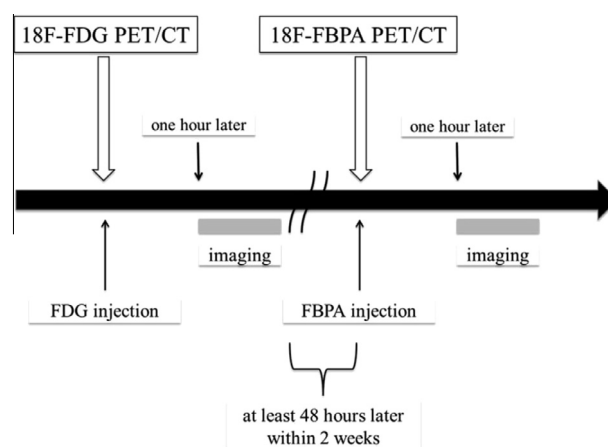 18F-FDG PET/CT
18F-FBPA PET/CT
one hour later
one hour later
imaging
imaging
FDG injection
FBPA injection
at least 48 hours later
within 2 weeks